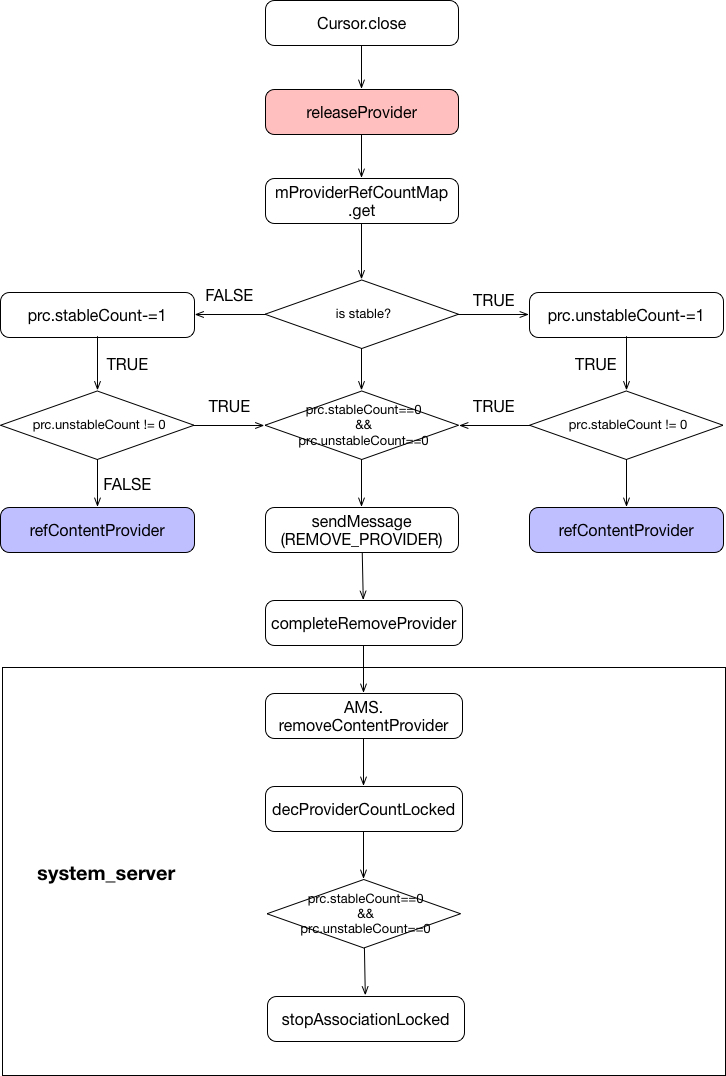 Cursor.close
releaseProvider
mProviderRefCountMap
.get
FALSE
is stable?
TRUE
prc.stableCount-=1
prc.unstableCount-=1
TRUE
TRUE
prc.unstableCount != 0
TRUE
prc.stableCount==0
&&
prc.unstableCount==0
TRUE
prc.stableCount != 0
FALSE
refContentProvider
sendMessage
(REMOVE_PROVIDER)
refContentProvider
completeRemoveProvider
AMS.
removeContentProvider
decProviderCountLocked
system_server
prc.stableCount==0
&&
prc.unstableCount==0
stopAssociationLocked